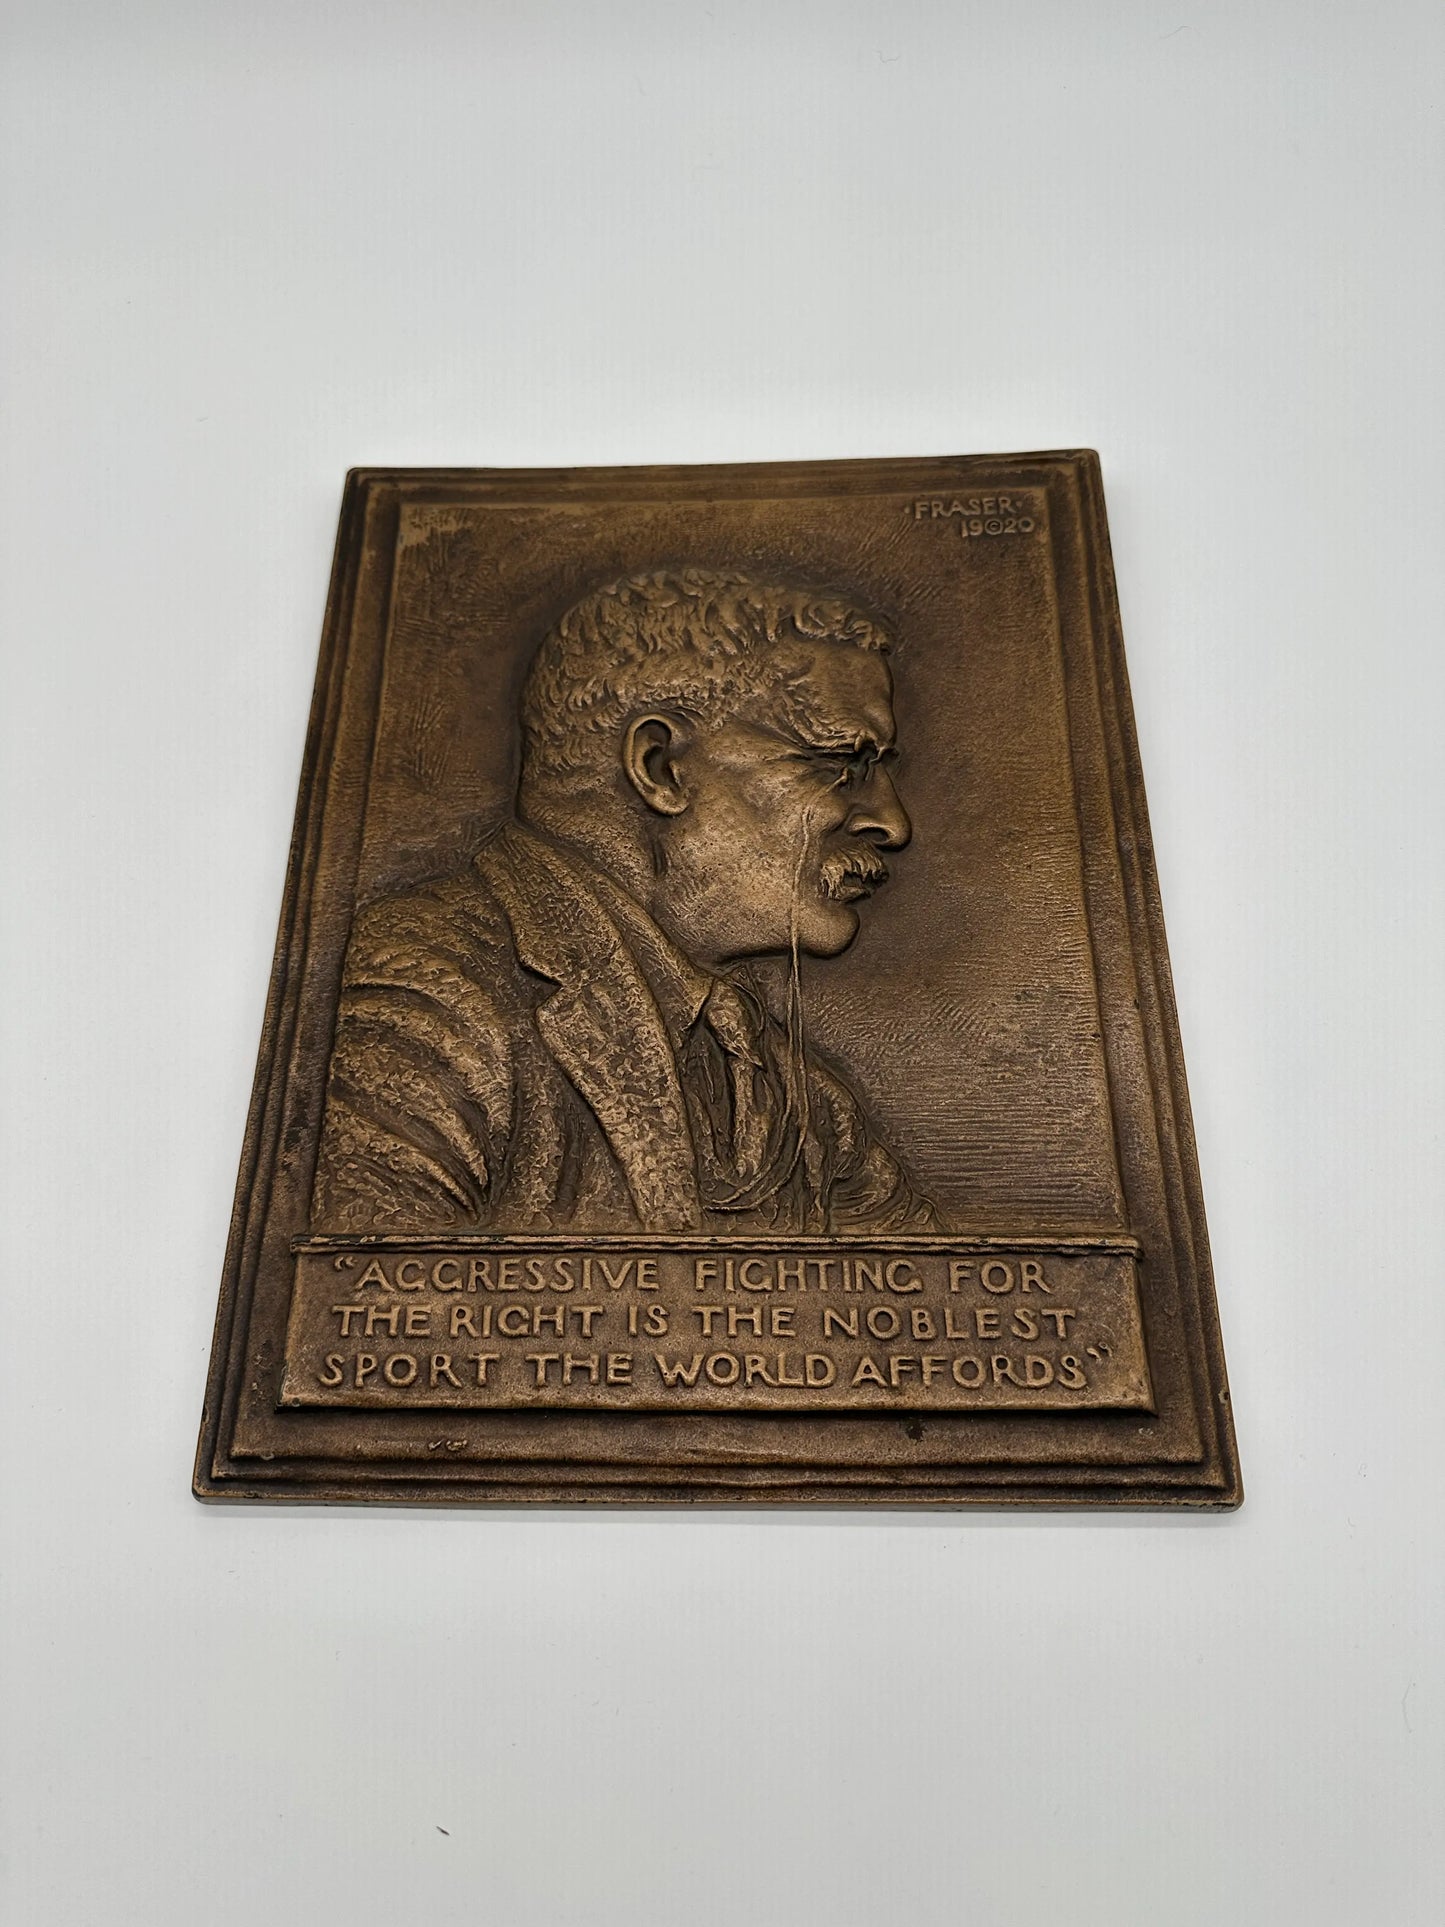 ·FRASER·
19©20
“AGGRESSIVE FIGHTING FOR
THE RIGHT IS THE NOBLEST
SPORT THE WORLD AFFORDS”